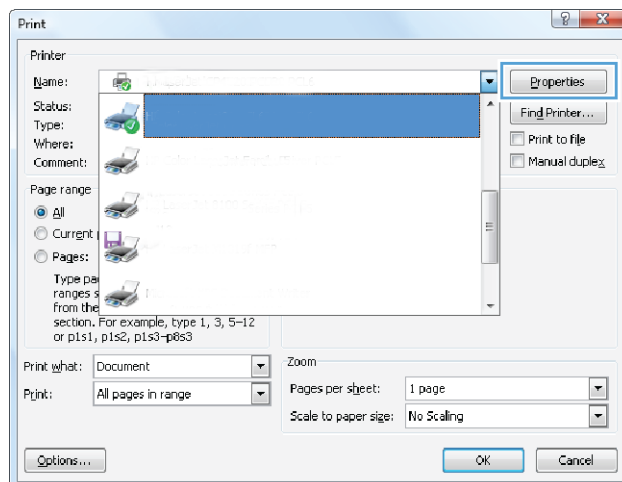 Print
Printer
Name:
Properties
Status:
Find Printer...
Type:
Where:
Print to file
Comment:
Manual duplex
Page range
All
Current
Pages:
Type pa
ranges s
from the
section. For example, type 1, 3, 5–12
or p1s1, p1s2, p1s3–p8s3
Print what: Document
Print: All pages in range
Zoom
Pages per sheet: 1 page
Scale to paper size: No Scaling
Options...
OK
Cancel